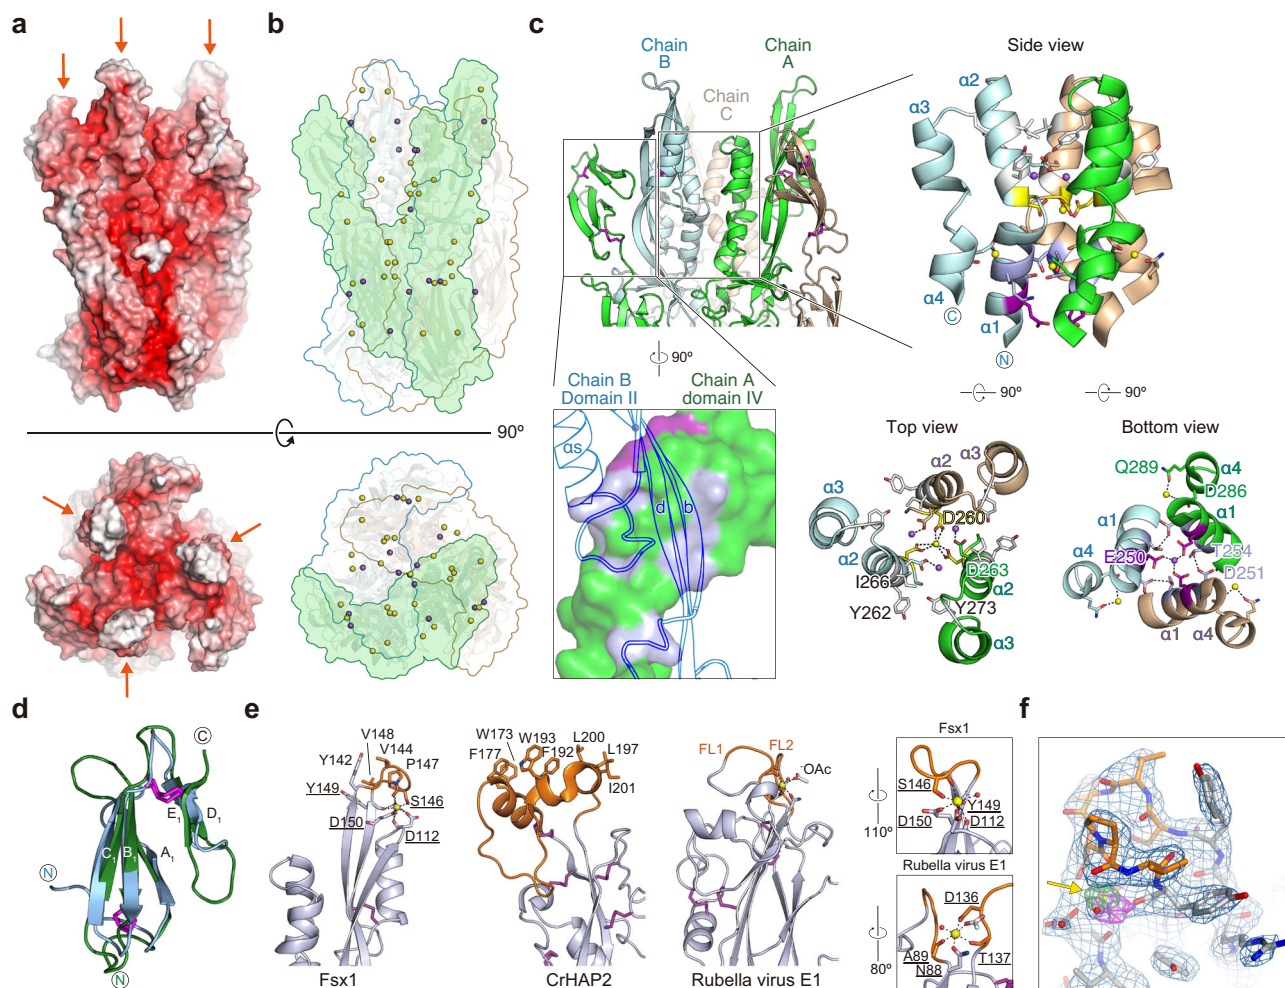 a
b
c
Chain B
Chain A
Chain C
Side view
α2
α3
α4
C
α1
N
90º
90º
90º
90º
Chain B
Domain II
Chain A
domain IV
αs
d
b
Top view
α2
α3
α3
D260
α2
D263
α2
I266
Y262
Y273
α3
Bottom view
Q289
α4
D286
α1
α1
α4
E250
T254
D251
α1
α4
d
C
E1
D1
C1
B1
A1
N
N
e
V148
V144
Y142
P147
Y149
S146
D150
D112
Fsx1
W173
W193
L200
F177
F192
L197
I201
CrHAP2
FL1
FL2
-OAc
Rubella virus E1
110º
80º
Fsx1
S146
Y149
D150
D112
Rubella virus E1
D136
A89
N88
T137
f